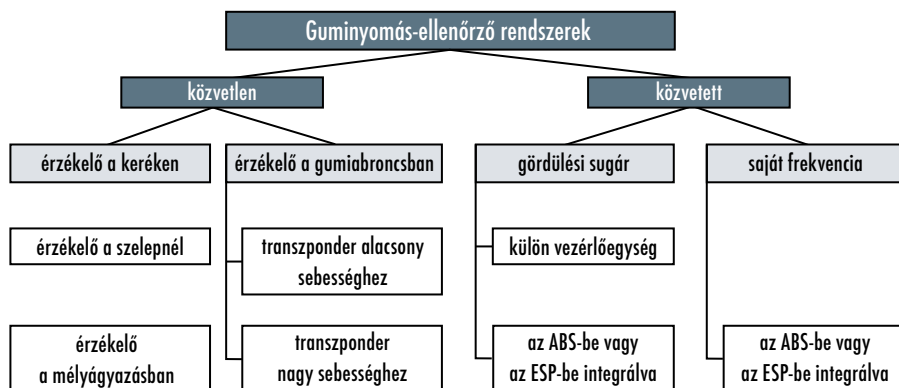 Guminyomás-ellenőrző rendszerek
közvetlen
közvetett
érzékelő a keréken
érzékelő a gumiabroncsban
gördülési sugár
saját frekvencia
érzékelő a szelepnél
transzponder alacsony
sebességhez
külön vezérlőegység
érzékelő
a mélyágyazásban
transzponder
nagy sebességhez
az ABS-be vagy
az ESP-be integrálva
az ABS-be vagy
az ESP-be integrálva